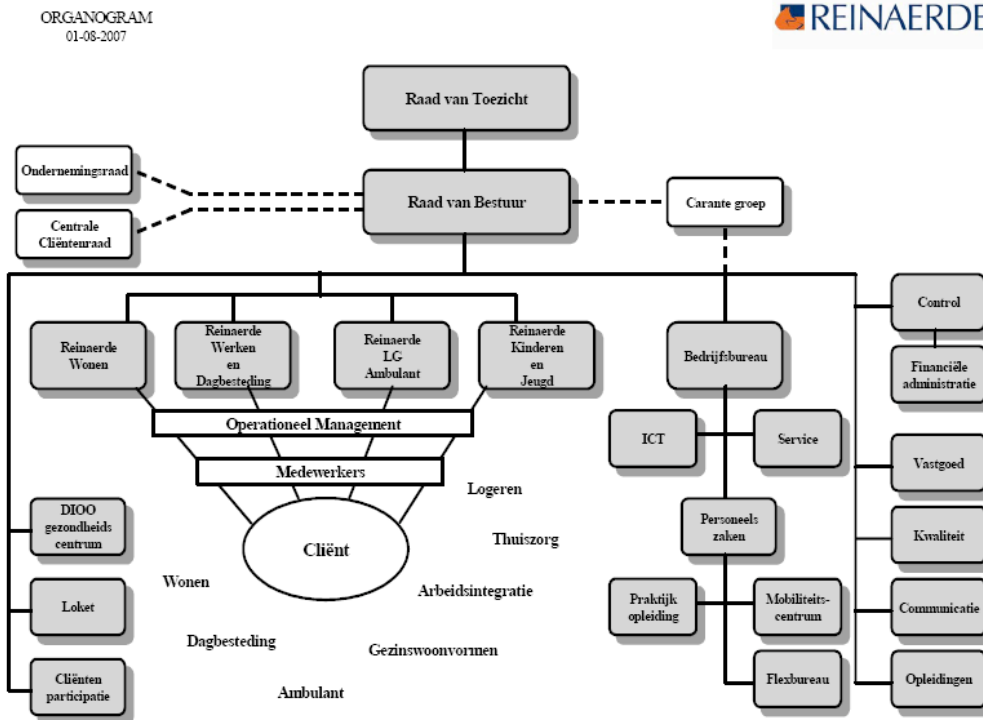 ORGANOGRAM
01-08-2007
REINAERDE
Raad van Toezicht
Ondernemingsraad
Raad van Bestuur
Carante groep
Centrale
Cliëntenraad
Control
Reinaerde
Wonen
Reinaerde
Werken
en
Dagbesteding
Reinaerde
LG
Ambulant
Reinaerde
Kinderen
en
Jeugd
Bedrijfsbureau
Financiële
administratie
Operationeel Management
ICT
Service
Medewerkers
Vastgoed
Logeren
DIOO
gezondheids
centrum
Cliënt
Thuiszorg
Personeels
zaken
Kwaliteit
Wonen
Arbeidsintegratie
Loket
Praktijk
opleiding
Mobiliteits-
centrum
Communicatie
Dagbesteding
Gezinswoonvormen
Cliënten
participatie
Ambulant
Flexbureau
Opleidingen